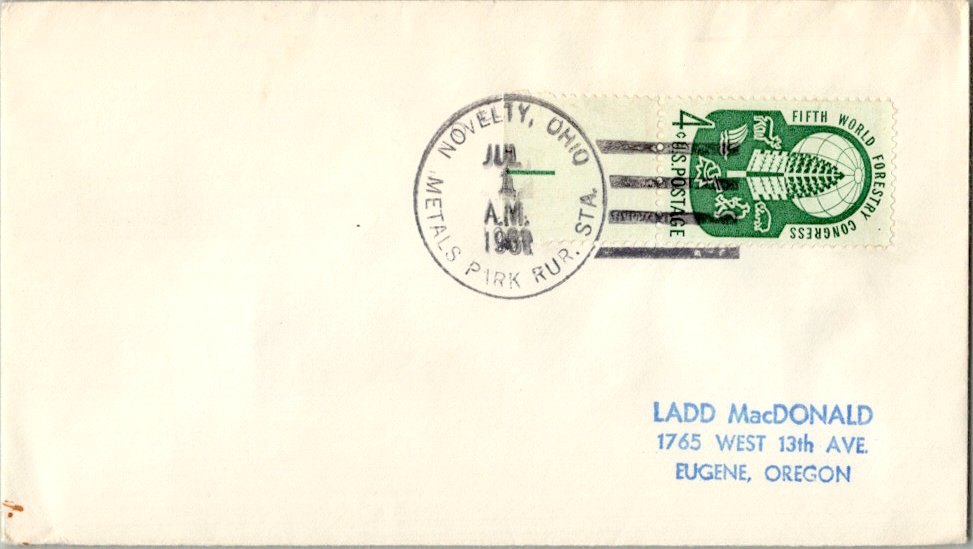 NOVELTY, OHIO
JUL
1
A.M.
METALS PARK RUR. STA.
4¢ U.S. POSTAGE
FIFTH WORLD FORESTRY CONGRESS
LADD MacDONALD
1765 WEST 13th AVE.
EUGENE, OREGON